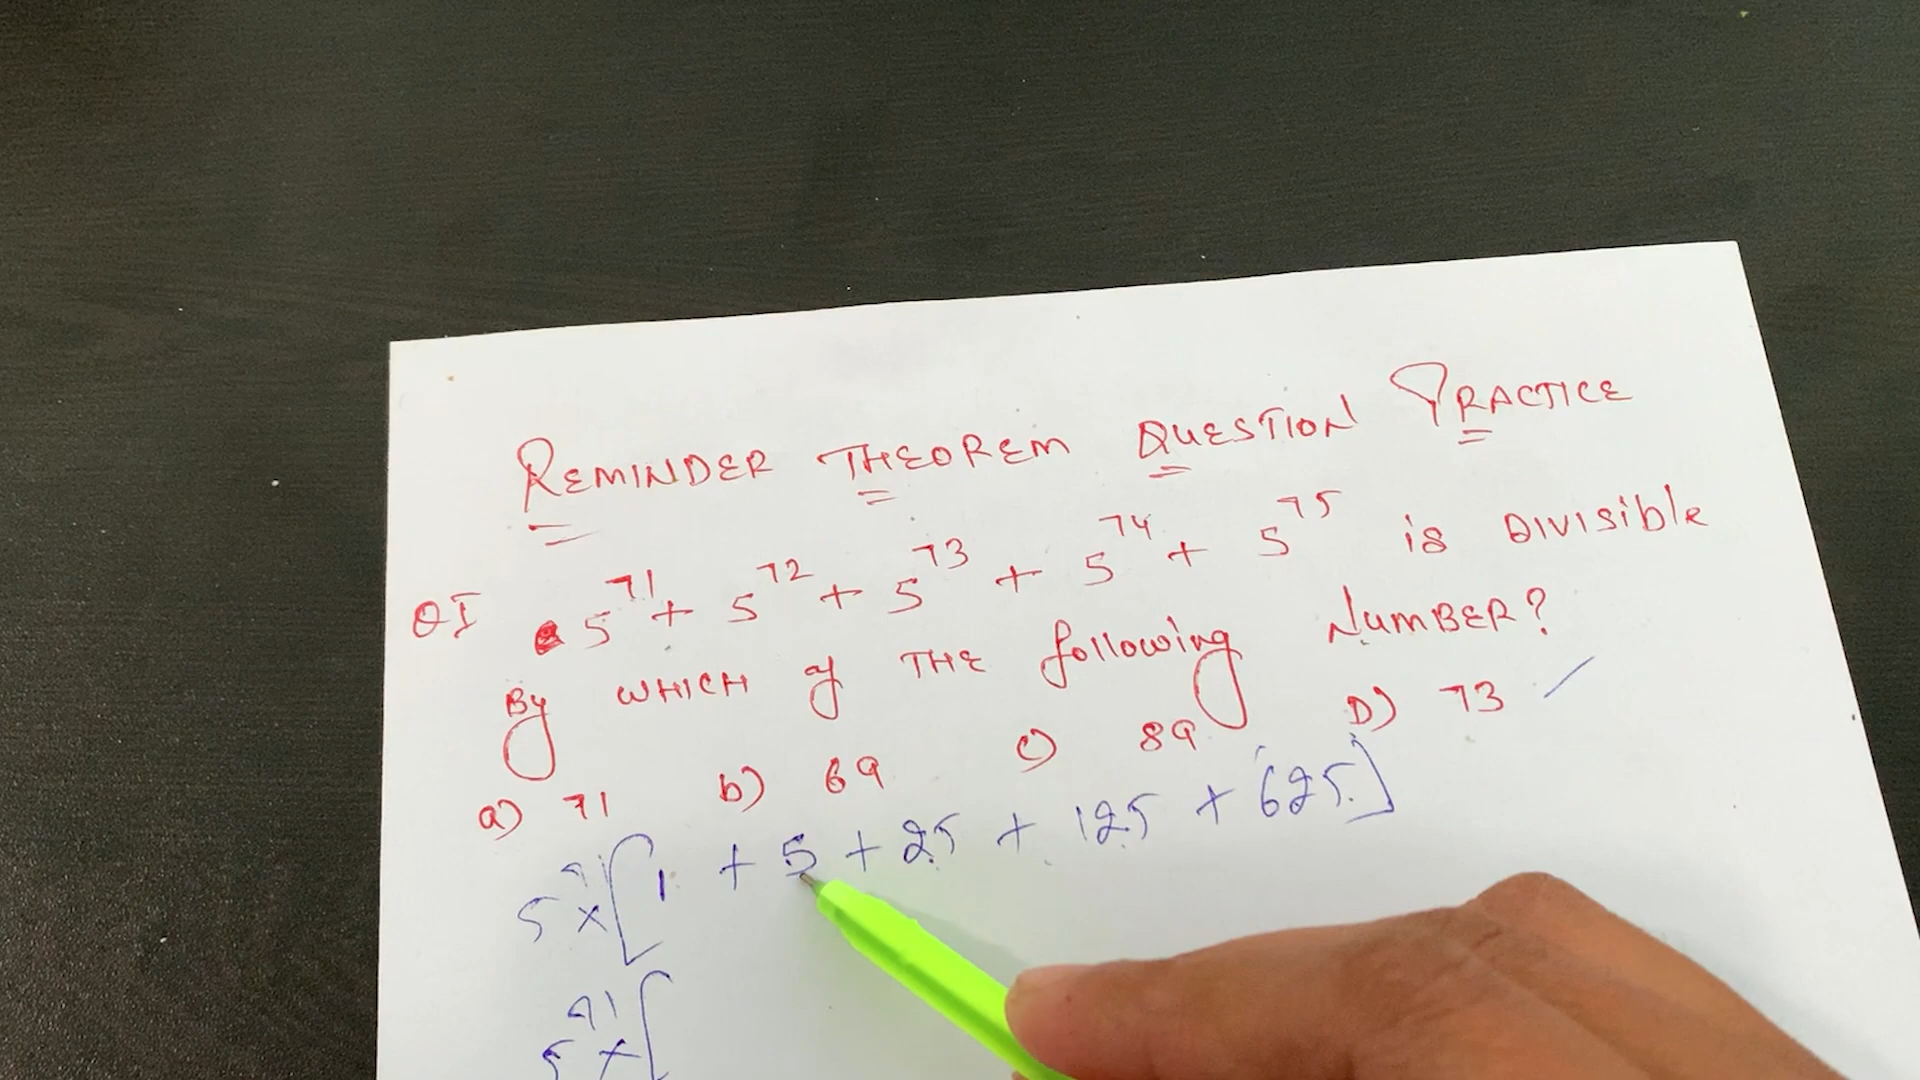 REMINDER THEOREM QUESTION PRACTICE
Q1 5^71 + 5^72 + 5^73 + 5^74 + 5^75 is DIVISIBLE
By WHICH of THE following NUMBER?
a) 71 b) 69 c) 89 D) 73
5^71 × [1 + 5 + 25 + 125 + 625]
5^71 × [